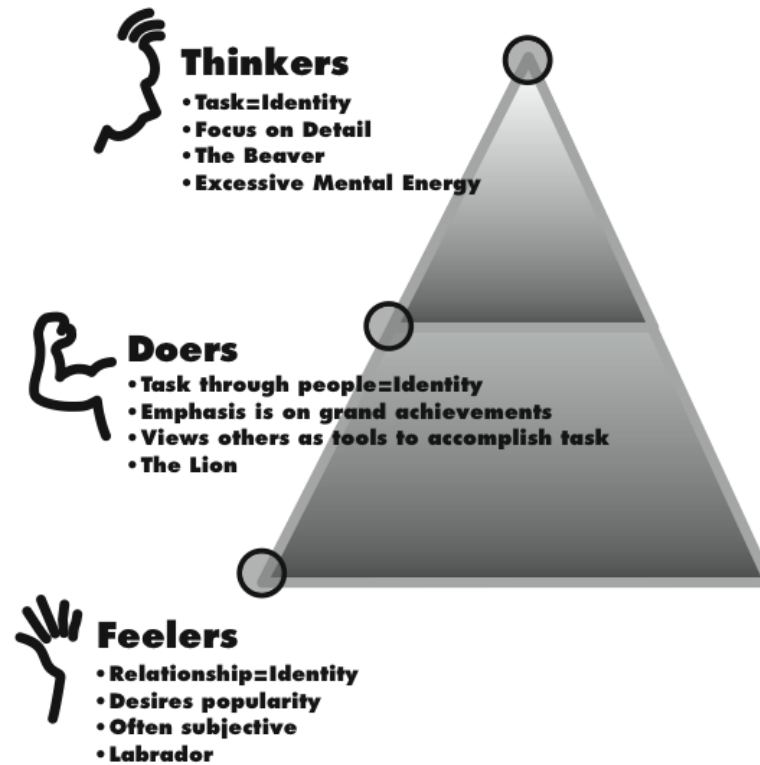 Thinkers
•Task=Identity
•Focus on Detail
•The Beaver
•Excessive Mental Energy
Doers
•Task through people=Identity
•Emphasis is on grand achievements
•Views others as tools to accomplish task
•The Lion
Feelers
•Relationship=Identity
•Desires popularity
•Often subjective
•Labrador